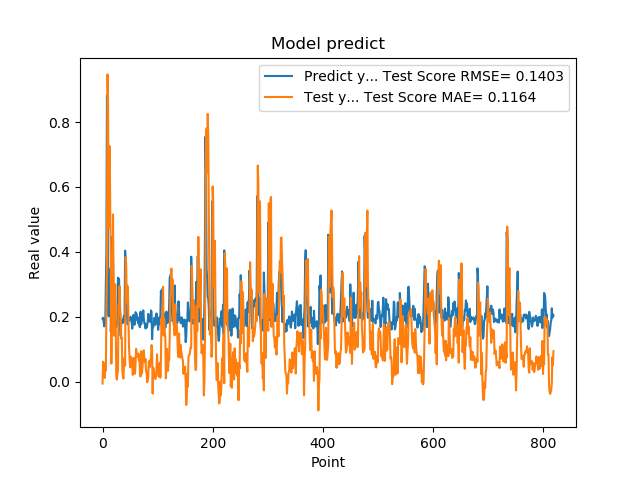 Model predict
Predict y... Test Score RMSE= 0.1403
Test y... Test Score MAE= 0.1164
Real value
0.8
0.6
0.4
0.2
0.0
0 200 400 600 800
Point